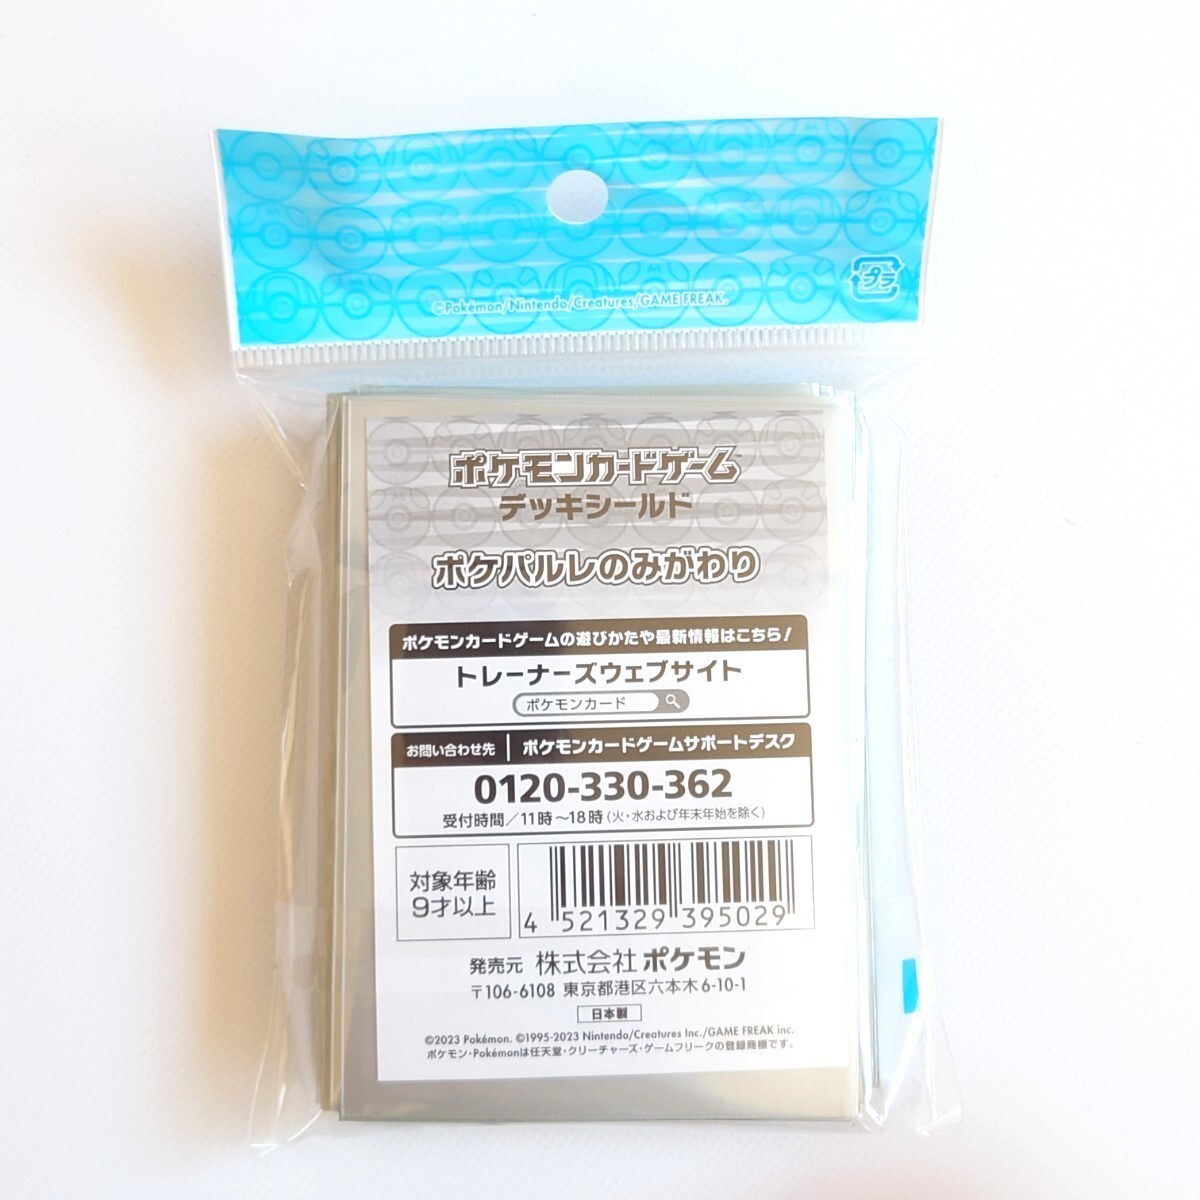 ©Pokémon/Nintendo/Creatures/GAME FREAK.
プラ
ポケモンカードゲーム
デッキシールド
ポケパルレのみがわり
ポケモンカードゲームの遊びかたや最新情報はこちら!
トレーナーズウェブサイト
ポケモンカード
お問い合わせ先 ポケモンカードゲームサポートデスク
0120-330-362
受付時間/11時～18時(火・水および年末年始を除く)
対象年齢
9才以上
4 521329 395029
発売元 株式会社 ポケモン
〒106-6108 東京都港区六本木6-10-1
日本製
©2023 Pokémon. ©1995-2023 Nintendo/Creatures Inc./GAME FREAK inc.
ポケモン・Pokémonは任天堂・クリーチャーズ・ゲームフリークの登録商標です。